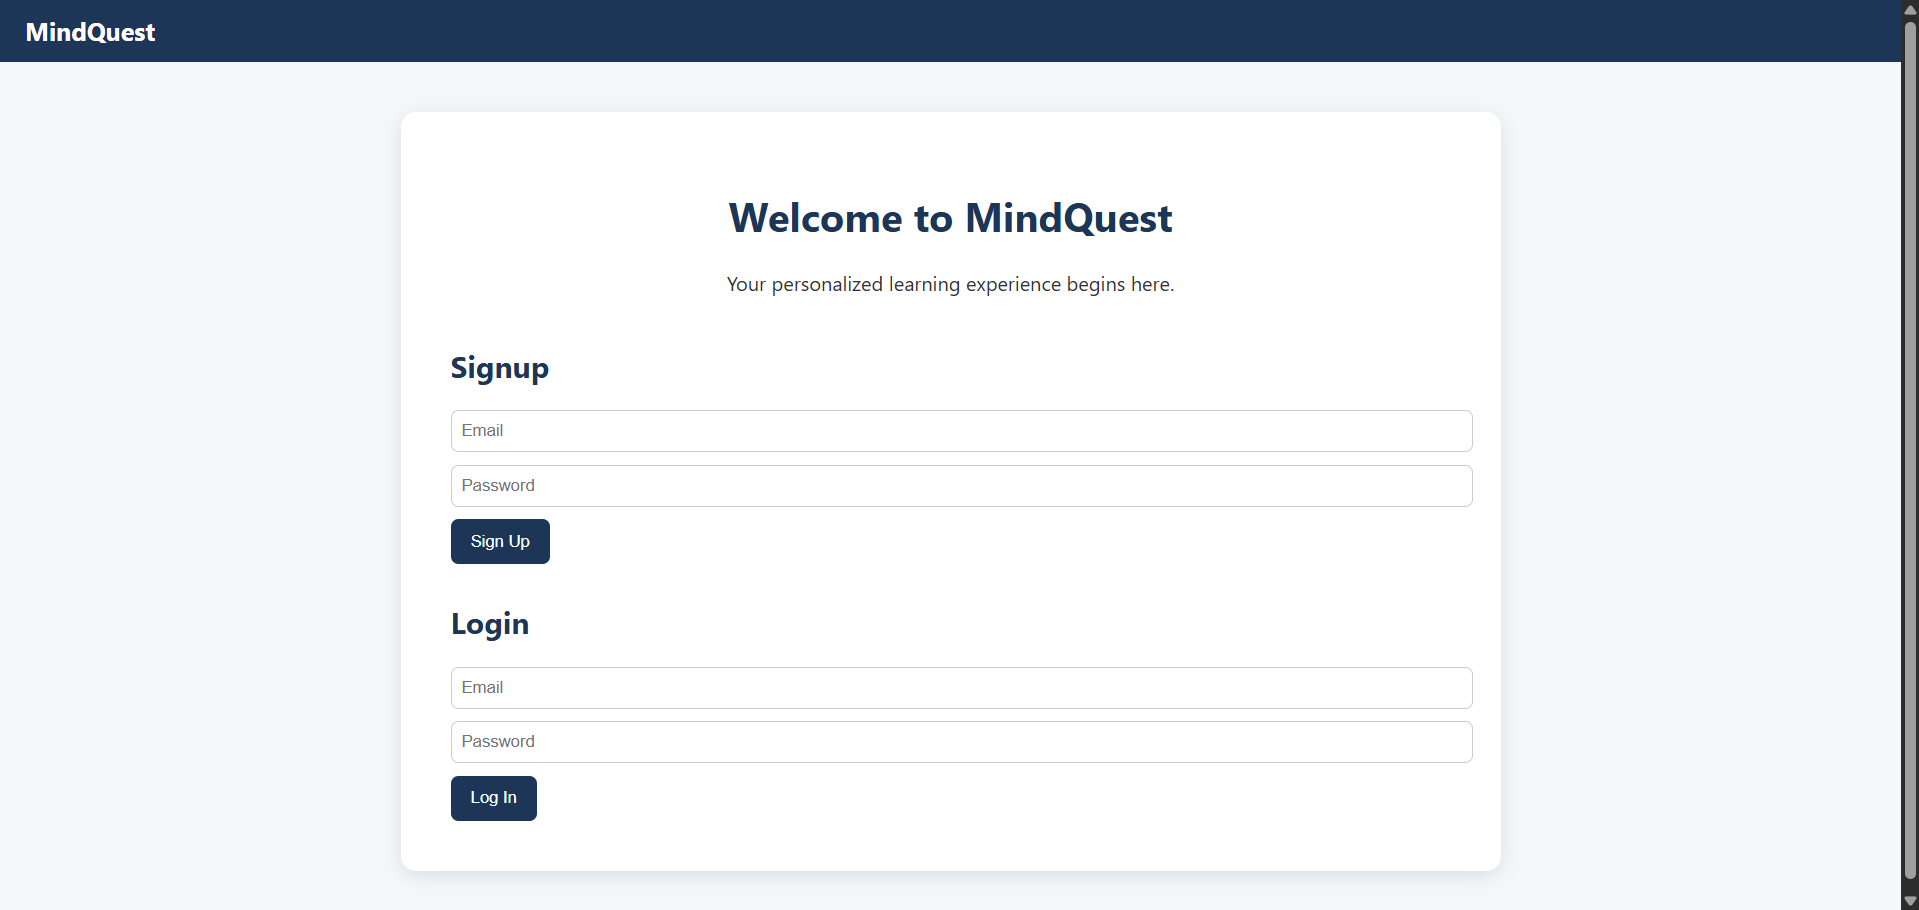 MindQuest
Welcome to MindQuest
Your personalized learning experience begins here.
Signup
Email
Password
Sign Up
Login
Email
Password
Log In